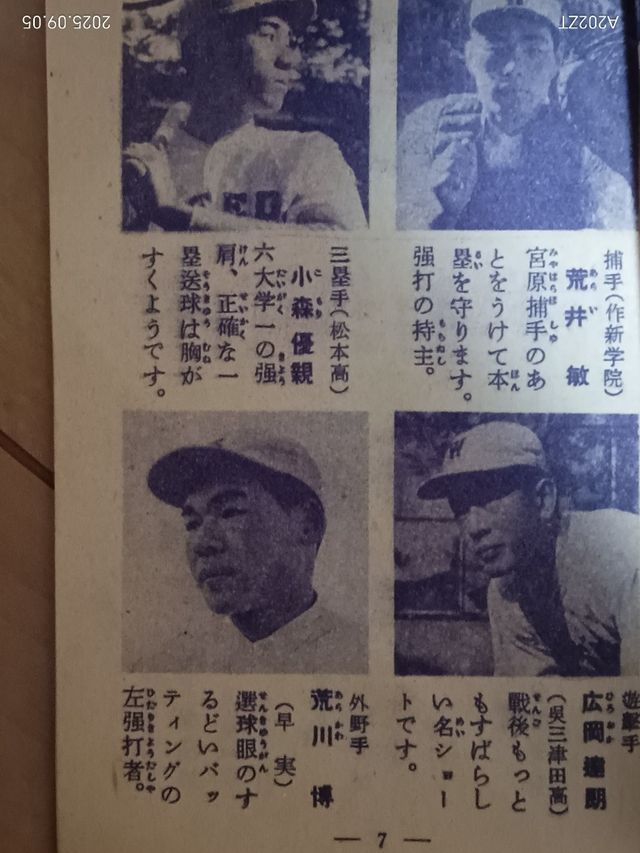 捕手(作新学院)
荒井敏
宮原捕手のあ
とをうけて本
塁を守ります。
強打の持主。
三塁手(松本高)
小森優親
六大学一の強
肩、正確な一
塁送球は胸が
すくようです。
遊撃手
広岡達朗
(呉三津田高)
戦後もっと
もすばらし
い名ショー
トです。
外野手
荒川博
(早実)
選球眼のす
るどいバッ
ティングの
左強打者。
— 7 —
A202ZT
2025.09.05